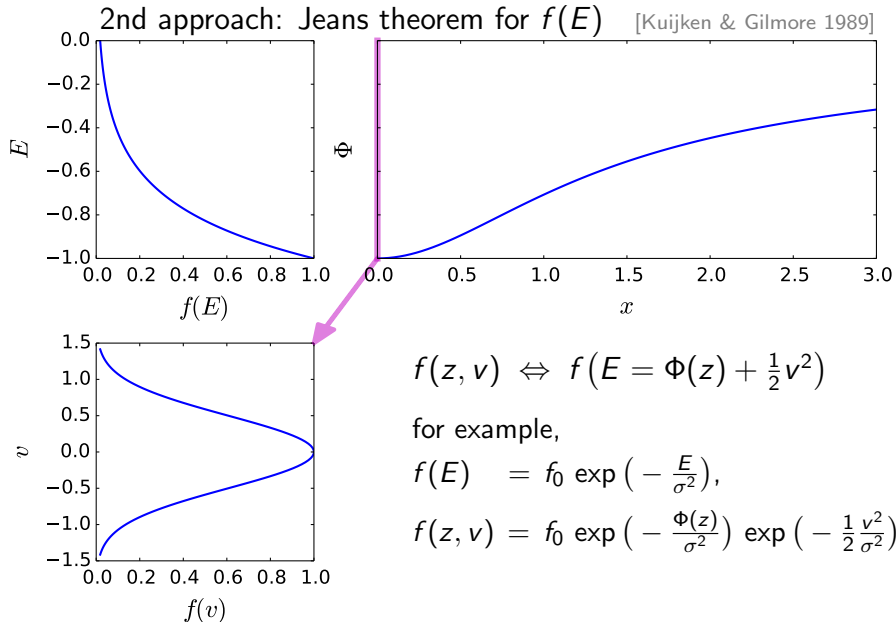 2nd approach: Jeans theorem for f(E) [Kuijken & Gilmore 1989]
0.0
−0.2
−0.4
−0.6
−0.8
−1.0
E
0.0 0.2 0.4 0.6 0.8 1.0
f(E)
Φ
0.0 0.5 1.0 1.5 2.0 2.5 3.0
x
1.5
1.0
0.5
0.0
−0.5
−1.0
−1.5
v
0.0 0.2 0.4 0.6 0.8 1.0
f(v)
f(z, v) ⇔ f(E = Φ(z) + ½v²)
for example,
f(E) = f₀ exp(− E/σ²),
f(z, v) = f₀ exp(− Φ(z)/σ²) exp(− ½ v²/σ²)